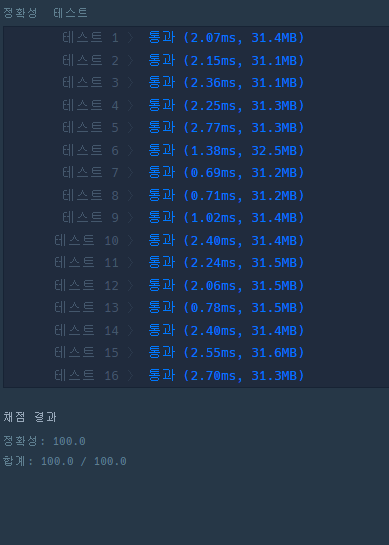 정확성 테스트
테스트 1 > 통과 (2.07ms, 31.4MB)
테스트 2 > 통과 (2.15ms, 31.1MB)
테스트 3 > 통과 (2.36ms, 31.1MB)
테스트 4 > 통과 (2.25ms, 31.3MB)
테스트 5 > 통과 (2.77ms, 31.3MB)
테스트 6 > 통과 (1.38ms, 32.5MB)
테스트 7 > 통과 (0.69ms, 31.2MB)
테스트 8 > 통과 (0.71ms, 31.2MB)
테스트 9 > 통과 (1.02ms, 31.4MB)
테스트 10 > 통과 (2.40ms, 31.4MB)
테스트 11 > 통과 (2.24ms, 31.5MB)
테스트 12 > 통과 (2.06ms, 31.5MB)
테스트 13 > 통과 (0.78ms, 31.5MB)
테스트 14 > 통과 (2.40ms, 31.4MB)
테스트 15 > 통과 (2.55ms, 31.6MB)
테스트 16 > 통과 (2.70ms, 31.3MB)
채점 결과
정확성: 100.0
합계: 100.0 / 100.0